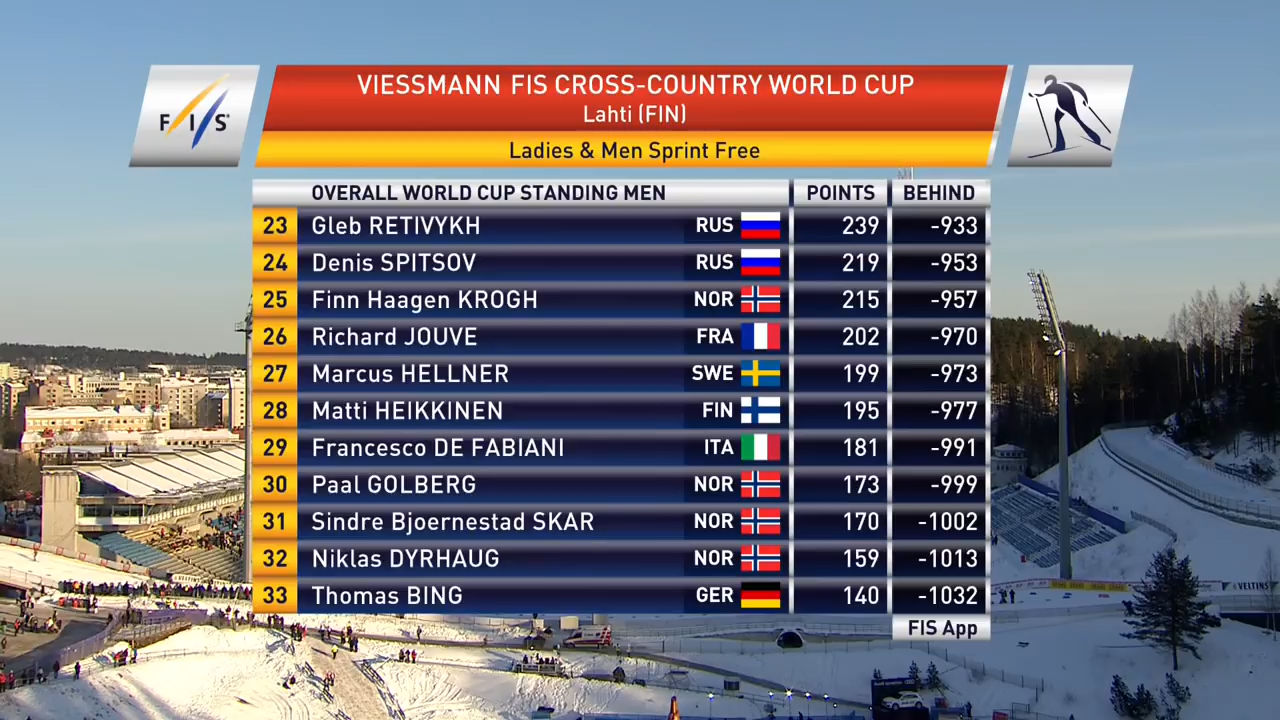 FIS
VIESSMANN FIS CROSS-COUNTRY WORLD CUP
Lahti (FIN)
Ladies & Men Sprint Free
OVERALL WORLD CUP STANDING MEN POINTS BEHIND
23 Gleb RETIVYKH RUS 239 -933
24 Denis SPITSOV RUS 219 -953
25 Finn Haagen KROGH NOR 215 -957
26 Richard JOUVE FRA 202 -970
27 Marcus HELLNER SWE 199 -973
28 Matti HEIKKINEN FIN 195 -977
29 Francesco DE FABIANI ITA 181 -991
30 Paal GOLBERG NOR 173 -999
31 Sindre Bjoernestad SKAR NOR 170 -1002
32 Niklas DYRHAUG NOR 159 -1013
33 Thomas BING GER 140 -1032
VELTINS
FIS App